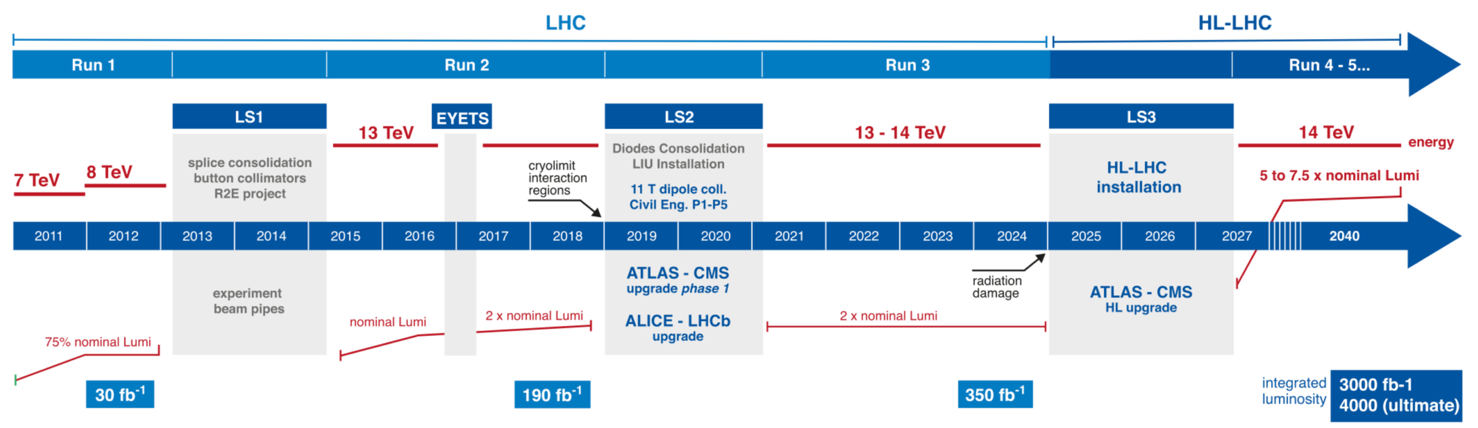 LHC
HL-LHC
Run 1
Run 2
Run 3
Run 4 - 5...
LS1
EYETS
LS2
LS3
13 TeV
13 - 14 TeV
14 TeV
energy
7 TeV
8 TeV
splice consolidation
button collimators
R2E project
cryolimit
interaction
regions
Diodes Consolidation
LIU Installation
11 T dipole coll.
Civil Eng. P1-P5
HL-LHC
installation
5 to 7.5 x nominal Lumi
2011
2012
2013
2014
2015
2016
2017
2018
2019
2020
2021
2022
2023
2024
2025
2026
2027
2040
experiment
beam pipes
ATLAS - CMS
upgrade phase 1
ALICE - LHCb
upgrade
radiation
damage
ATLAS - CMS
HL upgrade
75% nominal Lumi
nominal Lumi
2 x nominal Lumi
2 x nominal Lumi
30 fb-1
190 fb-1
350 fb-1
integrated
luminosity
3000 fb-1
4000 (ultimate)